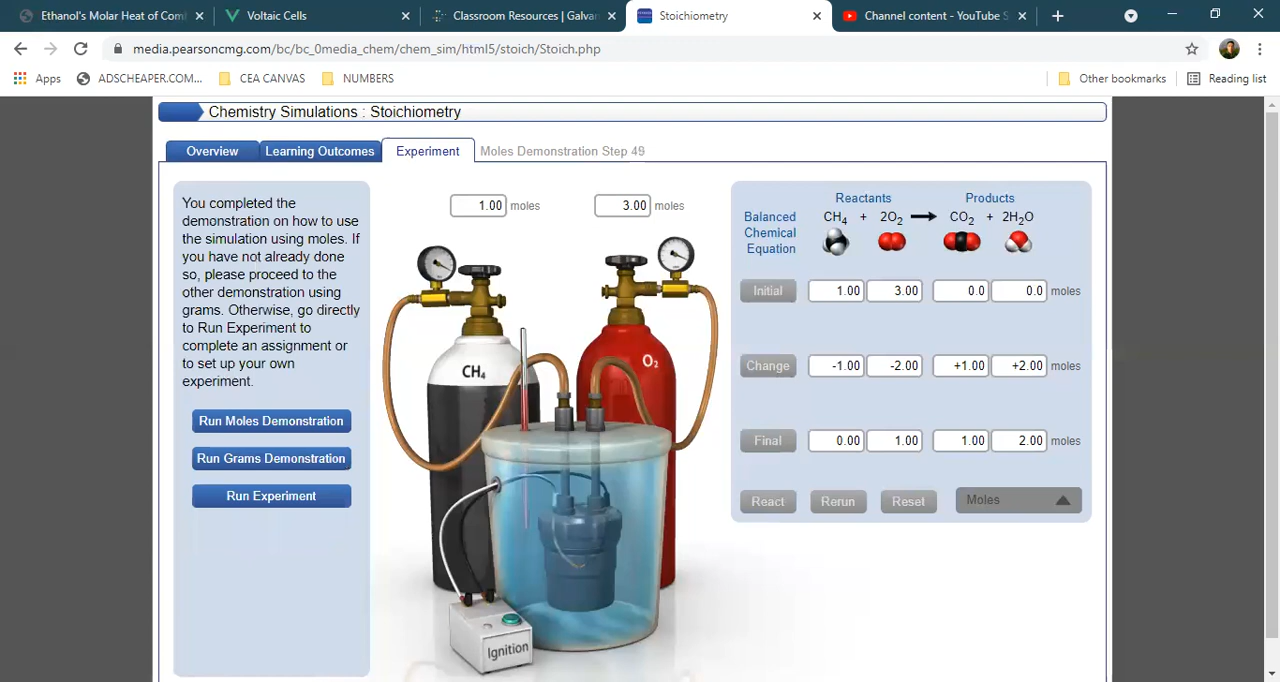 Ethanol's Molar Heat of Com
Voltaic Cells
Classroom Resources | Galvan
Stoichiometry
Channel content - YouTube S
media.pearsoncmg.com/bc/bc_0media_chem/chem_sim/html5/stoich/Stoich.php
Apps
ADSCHEAPER.COM...
CEA CANVAS
NUMBERS
Other bookmarks
Reading list
Chemistry Simulations : Stoichiometry
Overview
Learning Outcomes
Experiment
Moles Demonstration Step 49
You completed the
demonstration on how to use
the simulation using moles. If
you have not already done
so, please proceed to the
other demonstration using
grams. Otherwise, go directly
to Run Experiment to
complete an assignment or
to set up your own
experiment.
Run Moles Demonstration
Run Grams Demonstration
Run Experiment
1.00 moles
3.00 moles
CH₄
O₂
Ignition
Reactants
Products
Balanced
Chemical
Equation
CH₄ + 2O₂ → CO₂ + 2H₂O
Initial 1.00 3.00 0.0 0.0 moles
Change -1.00 -2.00 +1.00 +2.00 moles
Final 0.00 1.00 1.00 2.00 moles
React
Rerun
Reset
Moles